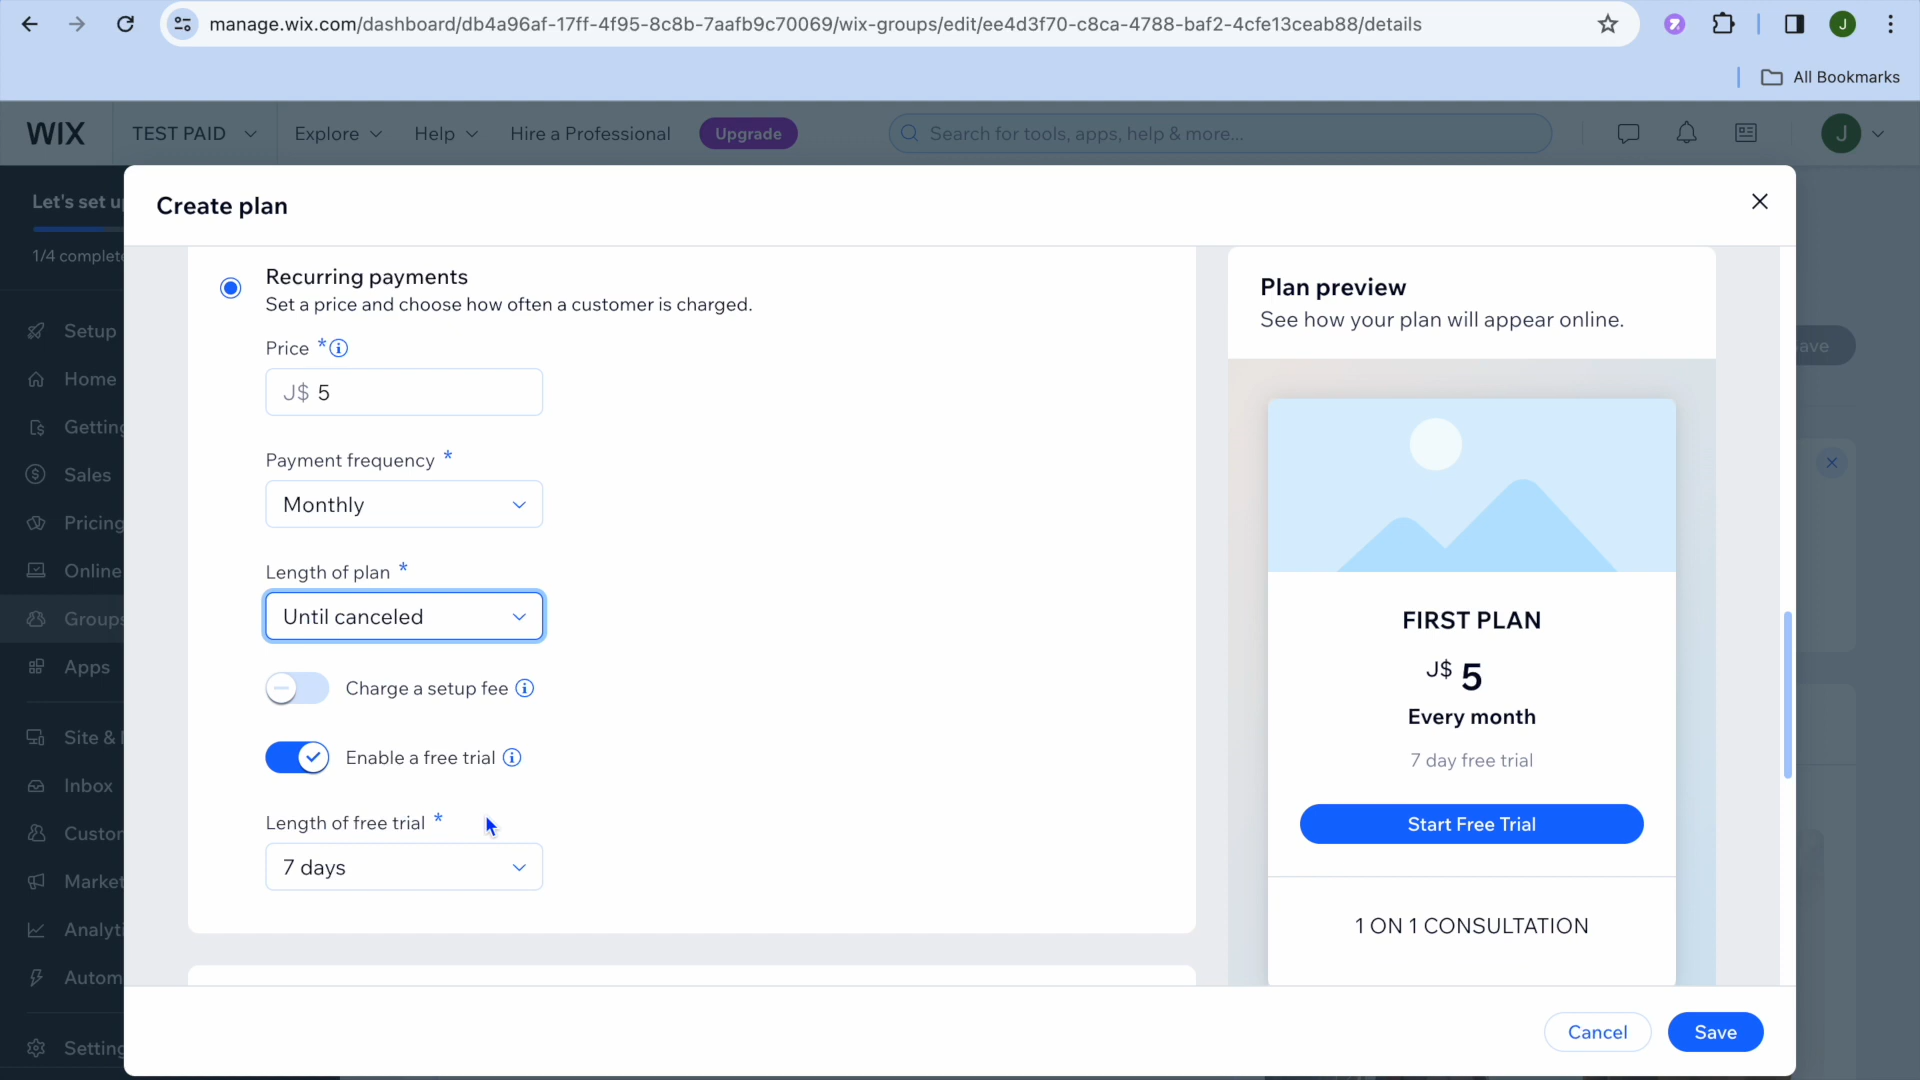 manage.wix.com/dashboard/db4a96af-17ff-4f95-8c8b-7aafb9c70069/wix-groups/edit/ee4d3f70-c8ca-4788-baf2-4cfe13ceab88/details
J
All Bookmarks
WIX
TEST PAID
Explore
Help
Hire a Professional
Upgrade
Search for tools, apps, help & more...
J
Let's set u
1/4 complete
Setup
Home
Getting
Sales
Pricing
Online
Groups
Apps
Site &
Inbox
Custor
Market
Analyti
Autom
Setting
ave
Create plan
Recurring payments
Set a price and choose how often a customer is charged.
Price *
J$ 5
Payment frequency *
Monthly
Length of plan *
Until canceled
Charge a setup fee
Enable a free trial
Length of free trial *
7 days
Plan preview
See how your plan will appear online.
FIRST PLAN
J$ 5
Every month
7 day free trial
Start Free Trial
1 ON 1 CONSULTATION
Cancel
Save